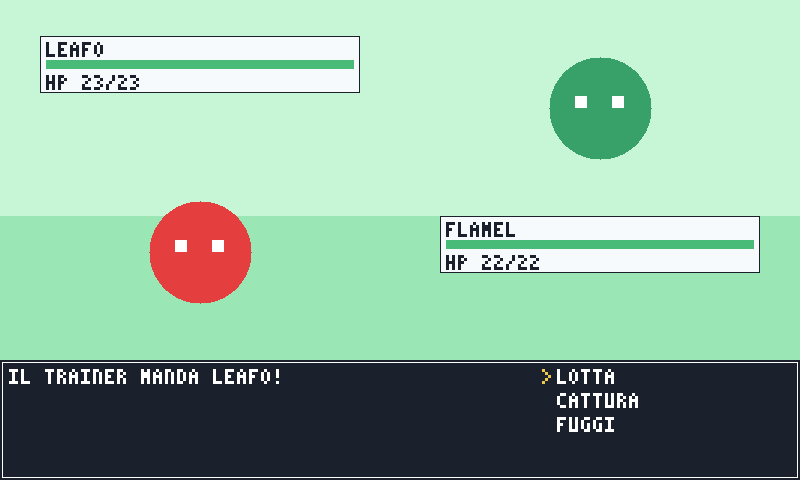 LEAFO
HP 23/23
FLAMEL
HP 22/22
IL TRAINER MANDA LEAFO!
>LOTTA
CATTURA
FUGGI